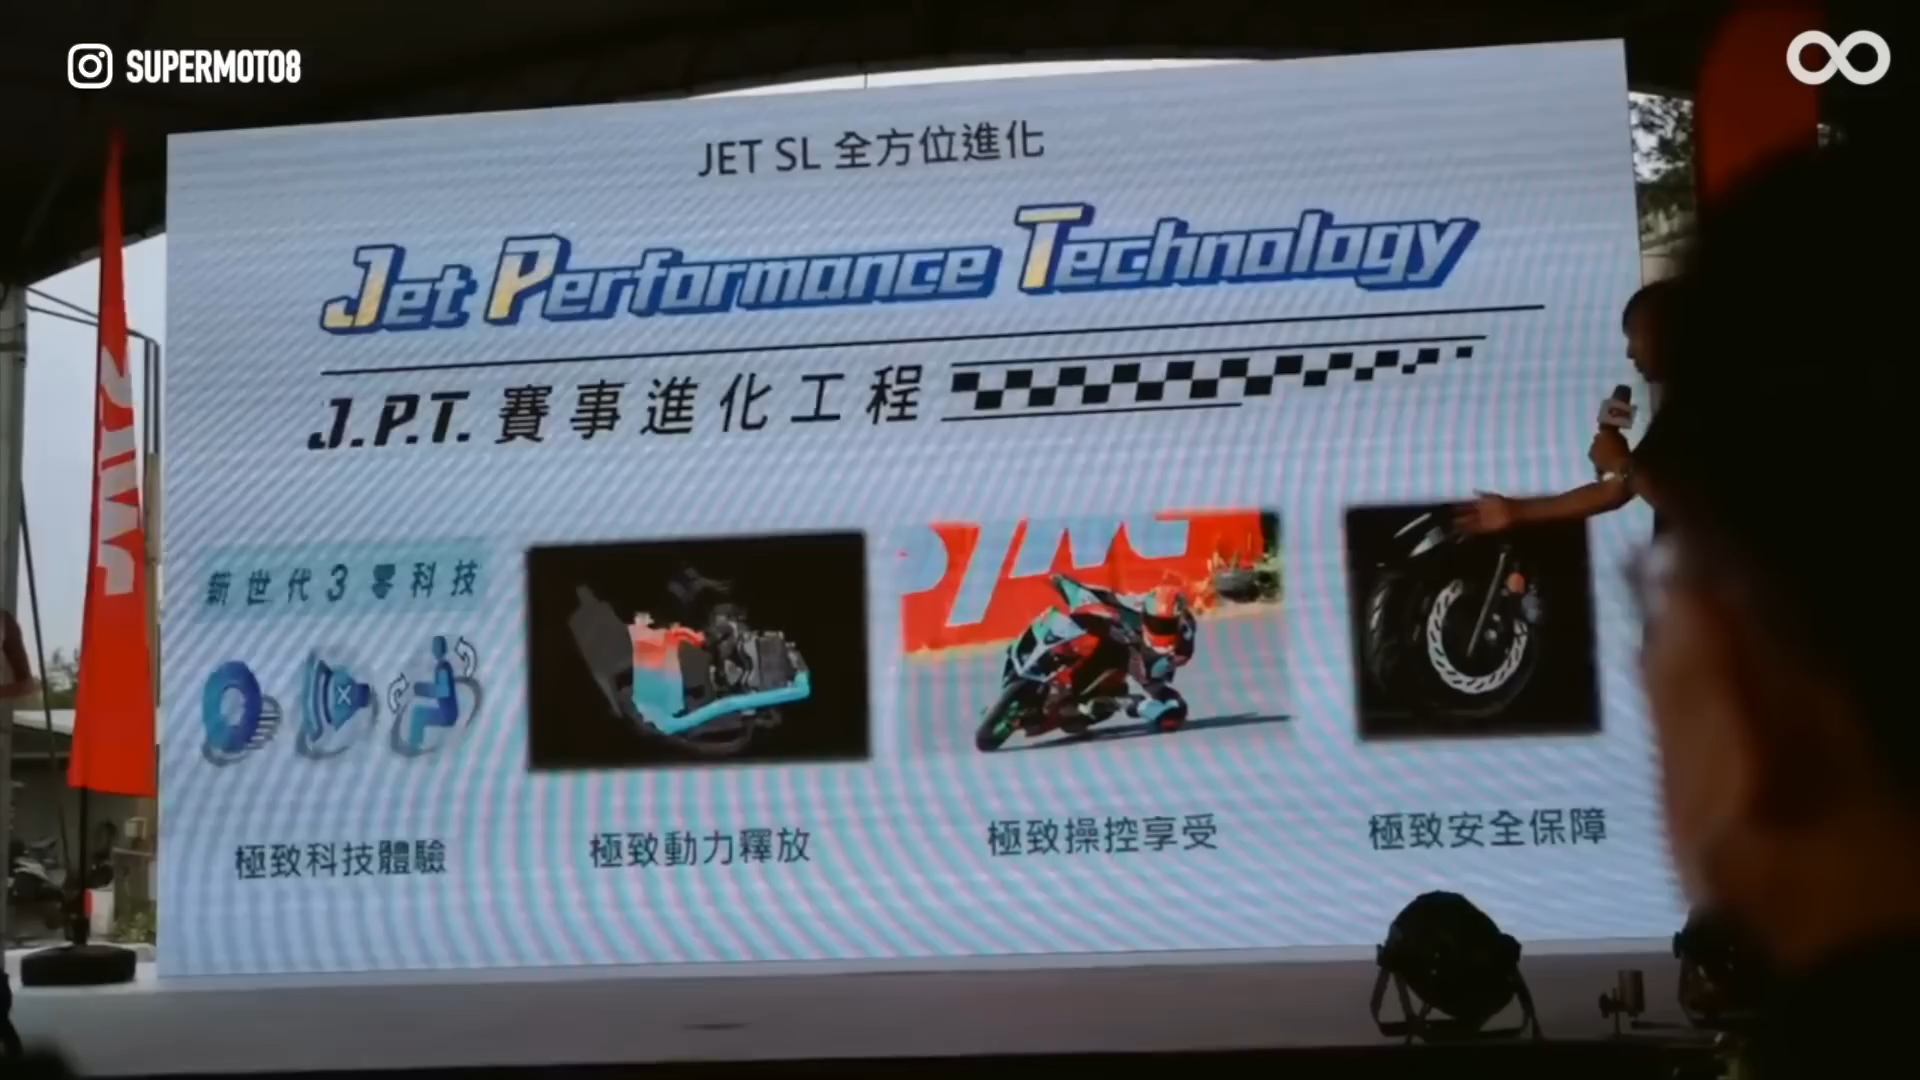 SUPERMOTO8
JET SL 全方位進化
Jet Performance Technology
J.P.T. 賽事進化工程
新世代3零科技
SYM
SYM
極致科技體驗
極致動力釋放
極致操控享受
極致安全保障